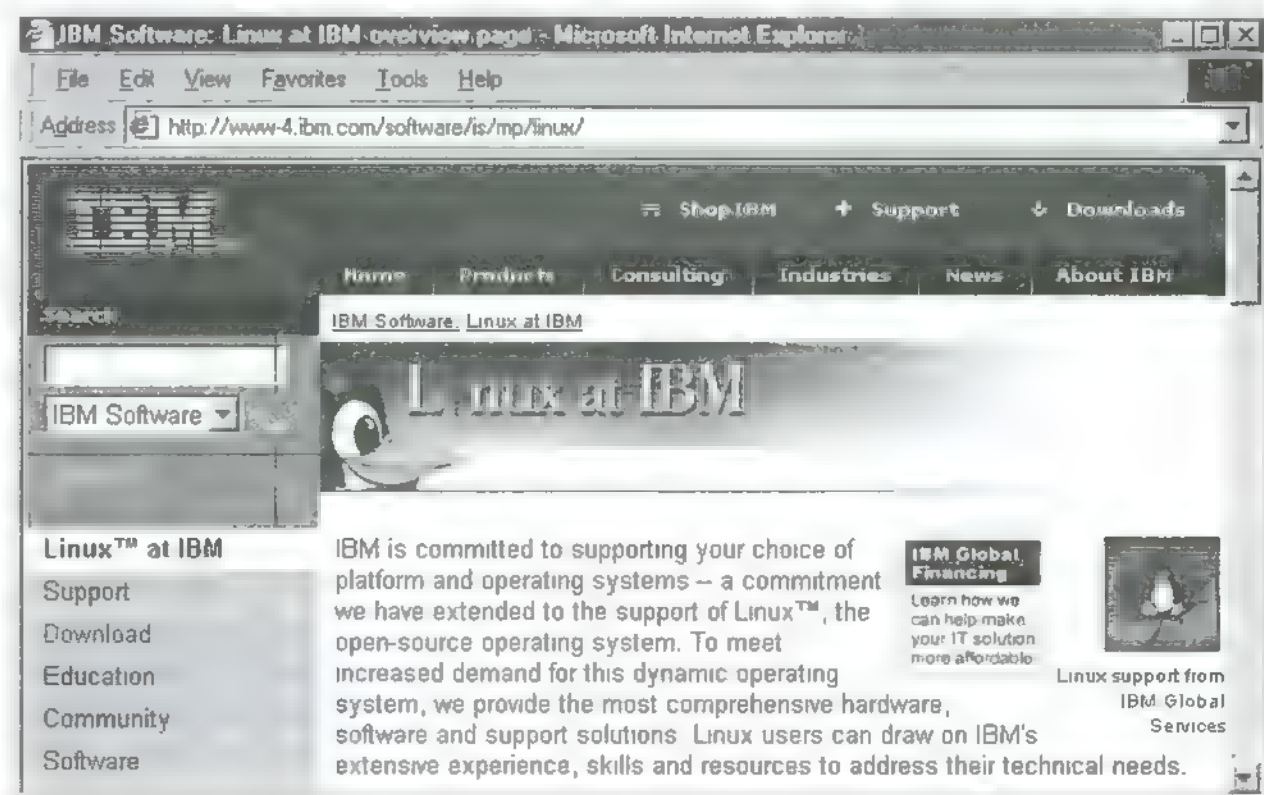 IBM Software: Linux at IBM overview page - Microsoft Internet Explorer
File Edit View Favorites Tools Help
Address http://www-4.ibm.com/software/is/mp/linux/
IBM
Shop IBM + Support Downloads
Home Products Consulting Industries News About IBM
Search
IBM Software: Linux at IBM
IBM Software
Linux at IBM
Linux™ at IBM
Support
Download
Education
Community
Software
IBM is committed to supporting your choice of
platform and operating systems – a commitment
we have extended to the support of Linux™, the
open-source operating system. To meet
increased demand for this dynamic operating
system, we provide the most comprehensive hardware,
software and support solutions Linux users can draw on IBM's
extensive experience, skills and resources to address their technical needs.
IBM Global
Financing
Learn how we
can help make
your IT solution
more affordable
Linux support from
IBM Global
Services